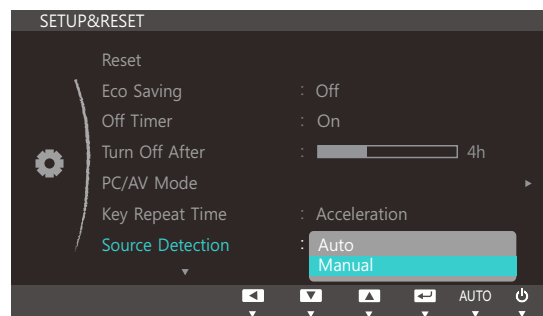 SETUP&RESET
Reset
Eco Saving : Off
Off Timer : On
Turn Off After : 4h
PC/AV Mode
Key Repeat Time : Acceleration
Source Detection : Auto
Manual
AUTO